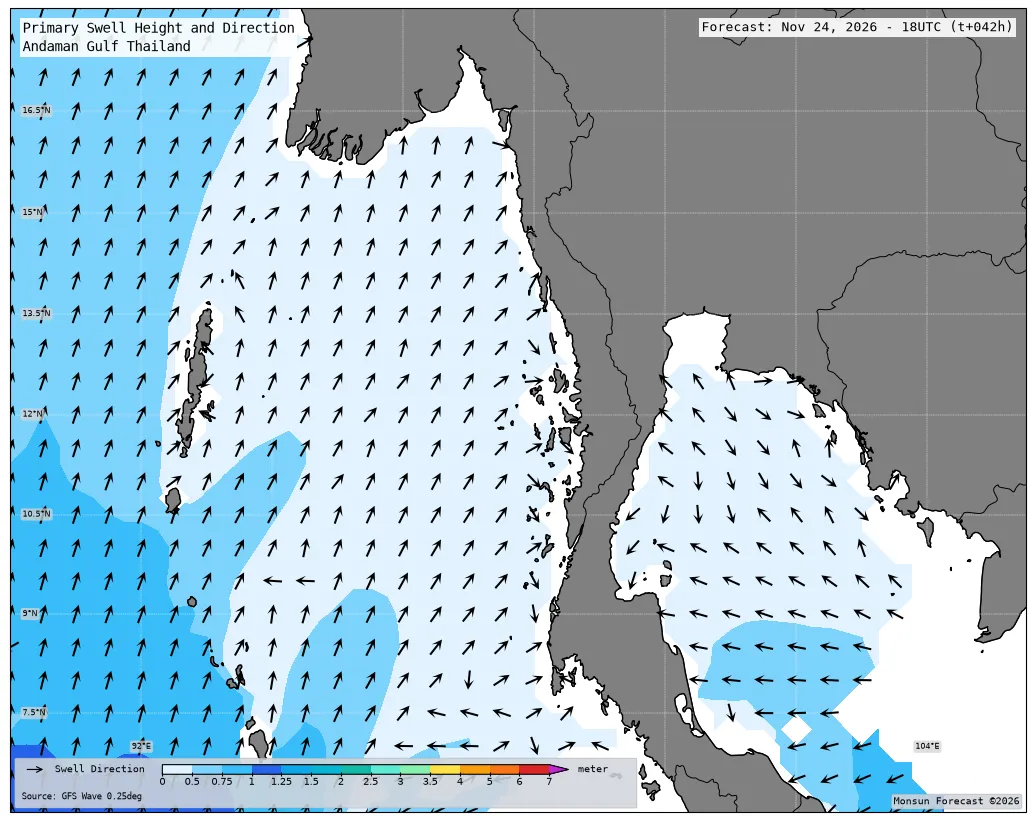 Primary Swell Height and Direction
Andaman Gulf Thailand
Forecast: Nov 24, 2026 - 18UTC (t+042h)
16.5°N
15°N
13.5°N
12°N
10.5°N
9°N
7.5°N
92°E
104°E
Swell Direction
0 0.5 0.75 1 1.25 1.5 2 2.5 3 3.5 4 5 6 7
meter
Source: GFS Wave 0.25deg
Monsun Forecast ©2026